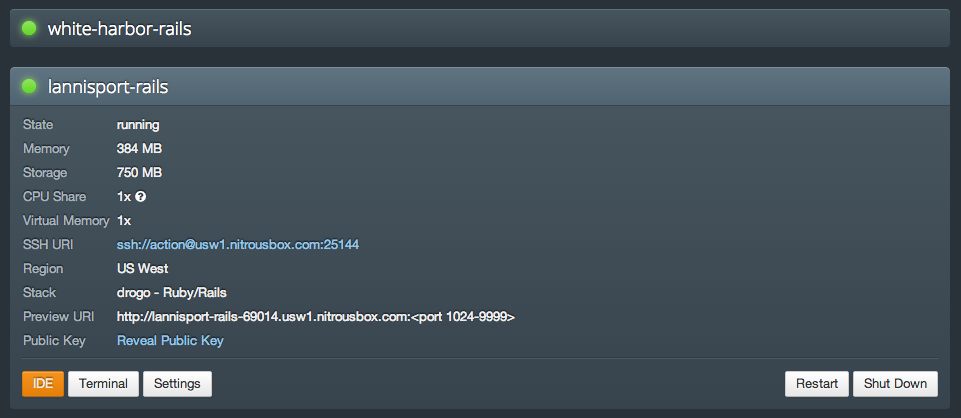 white-harbor-rails
lannisport-rails
State running
Memory 384 MB
Storage 750 MB
CPU Share 1x ?
Virtual Memory 1x
SSH URI ssh://action@usw1.nitrousbox.com:25144
Region US West
Stack drogo - Ruby/Rails
Preview URI http://lannisport-rails-69014.usw1.nitrousbox.com:<port 1024-9999>
Public Key Reveal Public Key
IDE Terminal Settings Restart Shut Down